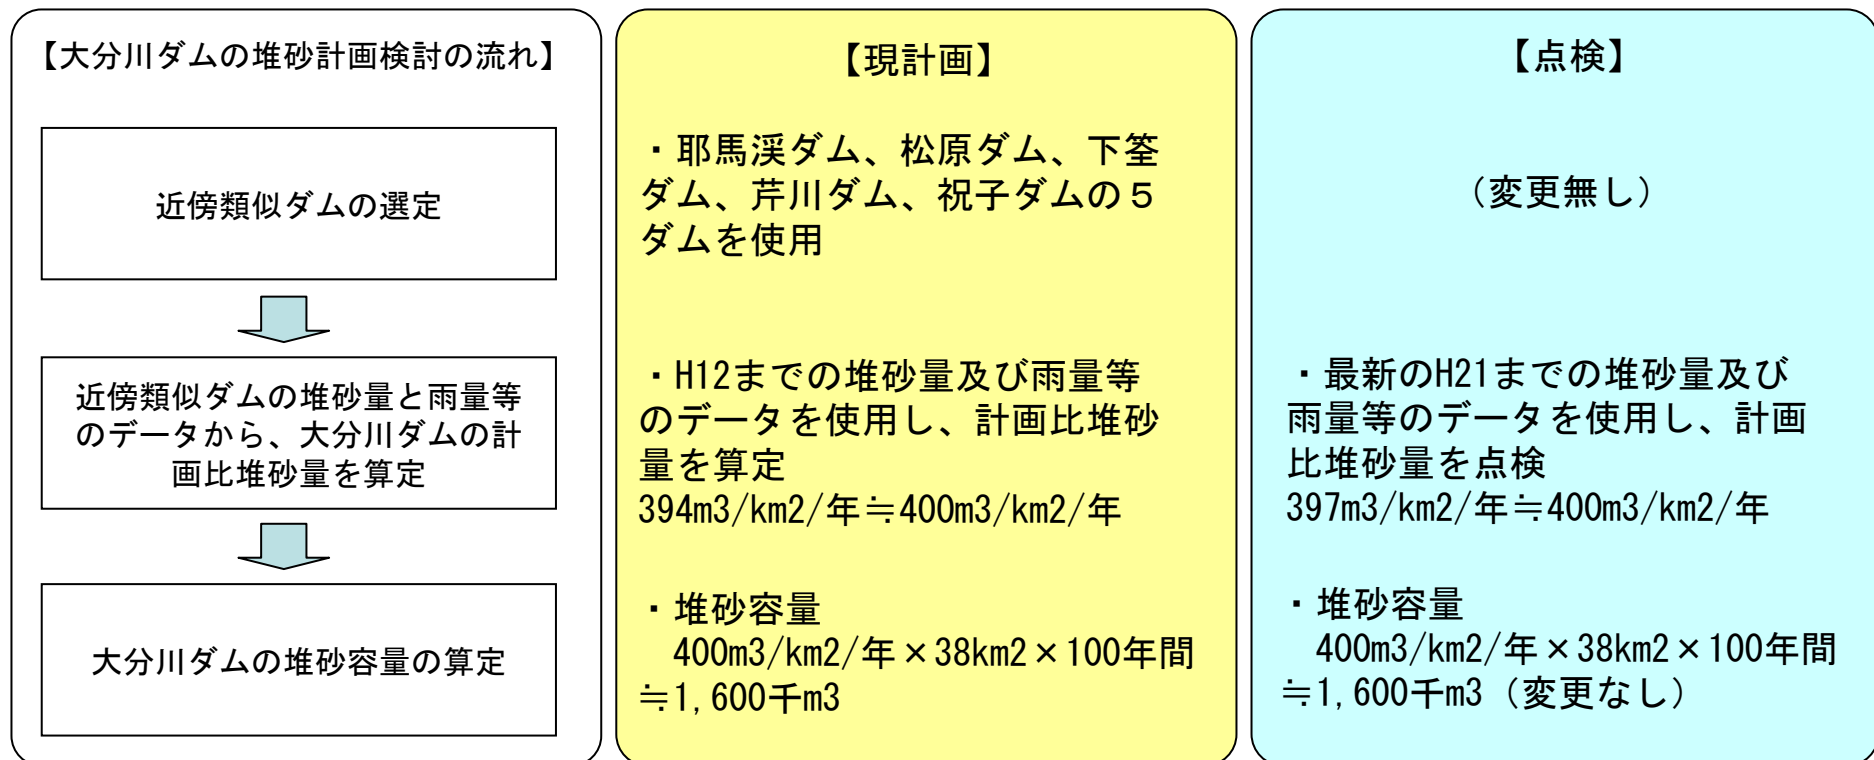 【大分川ダムの堆砂計画検討の流れ】
近傍類似ダムの選定
近傍類似ダムの堆砂量と雨量等
のデータから、大分川ダムの計
画比堆砂量を算定
大分川ダムの堆砂容量の算定
【現計画】
・耶馬渓ダム、松原ダム、下筌
ダム、芹川ダム、祝子ダムの５
ダムを使用
・H12までの堆砂量及び雨量等
のデータを使用し、計画比堆砂
量を算定
394m3/km2/年≒400m3/km2/年
・堆砂容量
400m3/km2/年×38km2×100年間
≒1,600千m3
【点検】
（変更無し）
・最新のH21までの堆砂量及び
雨量等のデータを使用し、計画
比堆砂量を点検
397m3/km2/年≒400m3/km2/年
・堆砂容量
400m3/km2/年×38km2×100年間
≒1,600千m3（変更なし）